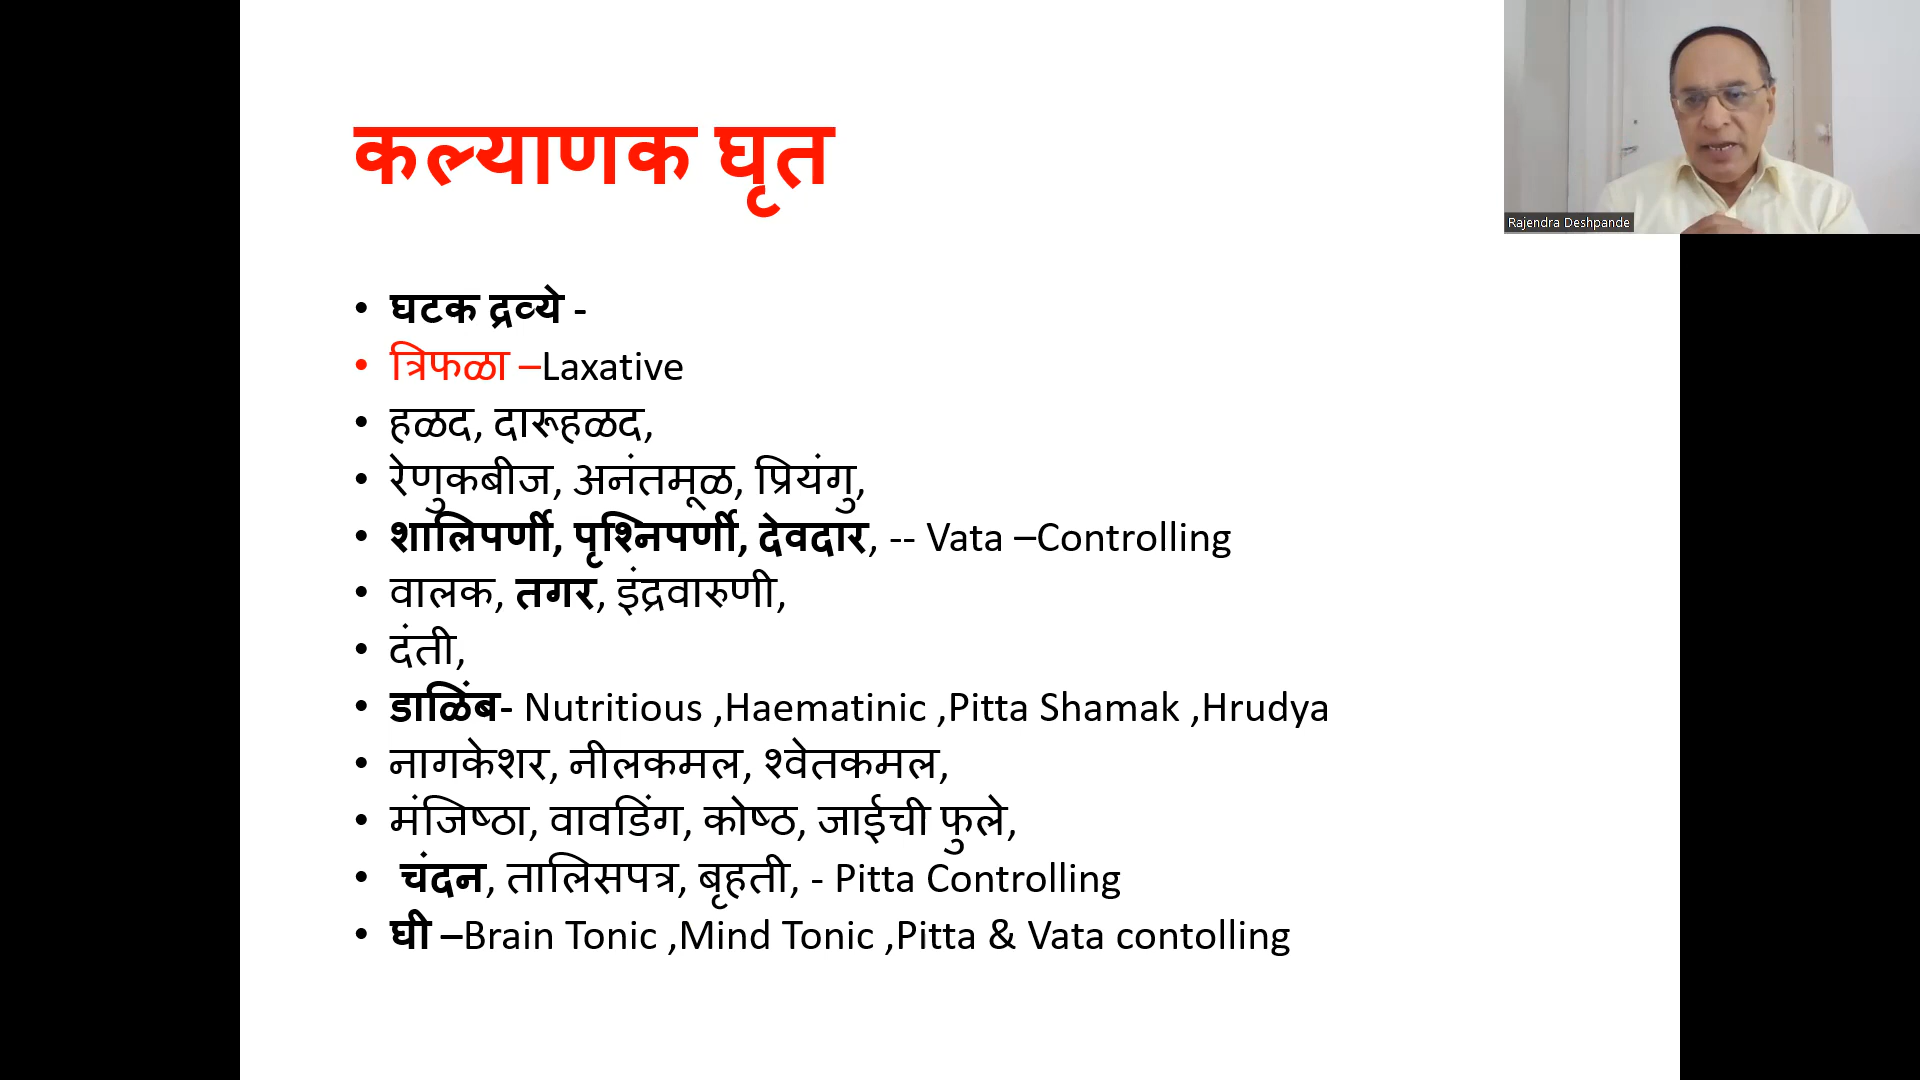 कल्याणक घृत
Rajendra Deshpande
• घटक द्रव्ये -
• त्रिफळा –Laxative
• हळद, दारूहळद,
• रेणुकबीज, अनंतमूळ, प्रियंगु,
• शालिपर्णी, पृश्निपर्णी, देवदार, -- Vata –Controlling
• वालक, तगर, इंद्रवारुणी,
• दंती,
• डाळिंब- Nutritious ,Haematinic ,Pitta Shamak ,Hrudya
• नागकेशर, नीलकमल, श्वेतकमल,
• मंजिष्ठा, वावडिंग, कोष्ठ, जाईची फुले,
• चंदन, तालिसपत्र, बृहती, - Pitta Controlling
• घी –Brain Tonic ,Mind Tonic ,Pitta & Vata contolling